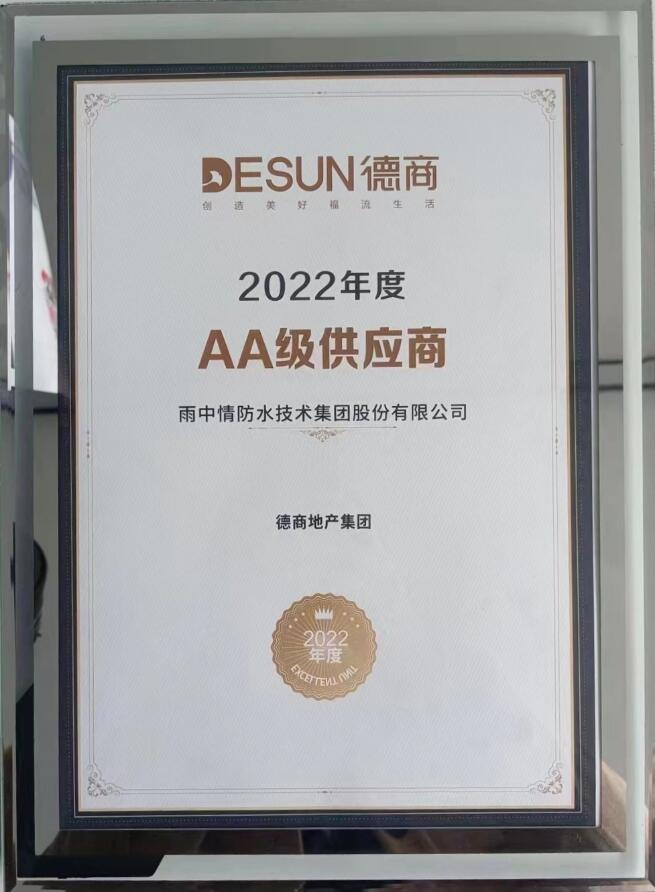 DESUN德商
创造美好福流生活
2022年度
AA级供应商
雨中情防水技术集团股份有限公司
德商地产集团
2022
年度
EXCELLENT UNIT